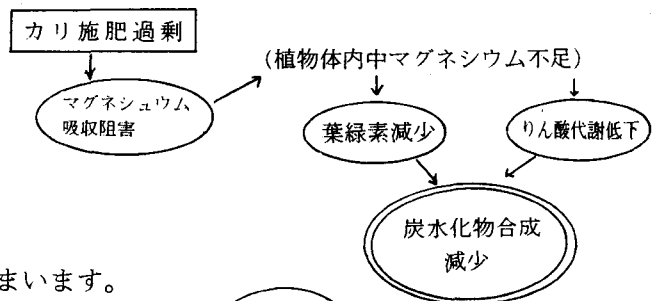 カリ施肥過剰
(植物体内中マグネシウム不足)
マグネシュウム
吸収阻害
葉緑素減少
りん酸代謝低下
炭水化物合成
減少
まいます。